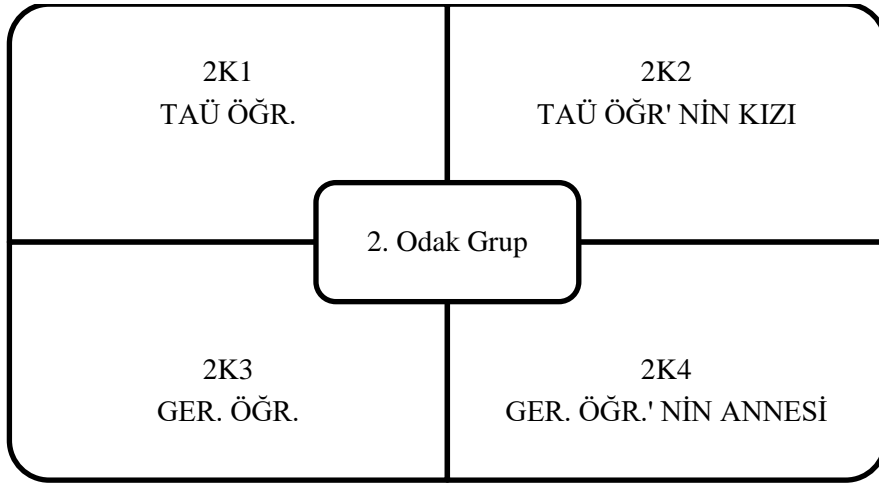 2K1
TAÜ ÖĞR.
2K2
TAÜ ÖĞR' NİN KIZI
2. Odak Grup
2K3
GER. ÖĞR.
2K4
GER. ÖĞR.' NİN ANNESİ